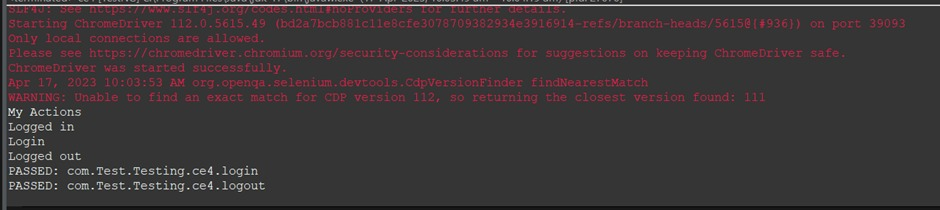 SLF4J: See https://www.slf4j.org/codes.html#noProviders for further details.
Starting ChromeDriver 112.0.5615.49 (bd2a7bcb881c11e8cfe3078709382934e3916914-refs/branch-heads/5615@{#936}) on port 39093
Only local connections are allowed.
Please see https://chromedriver.chromium.org/security-considerations for suggestions on keeping ChromeDriver safe.
ChromeDriver was started successfully.
Apr 17, 2023 10:03:53 AM org.openqa.selenium.devtools.CdpVersionFinder findNearestMatch
WARNING: Unable to find an exact match for CDP version 112, so returning the closest version found: 111
My Actions
Logged in
Login
Logged out
PASSED: com.Test.Testing.ce4.login
PASSED: com.Test.Testing.ce4.logout